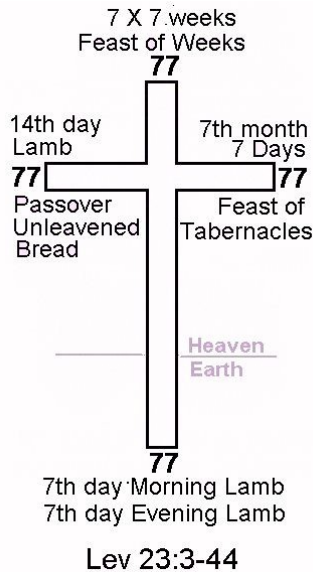 7 X 7 weeks
Feast of Weeks
77
14th day
Lamb
77
Passover
Unleavened
Bread
7th month
7 Days
77
Feast of
Tabernacles
Heaven
Earth
77
7th day Morning Lamb
7th day Evening Lamb
Lev 23:3-44